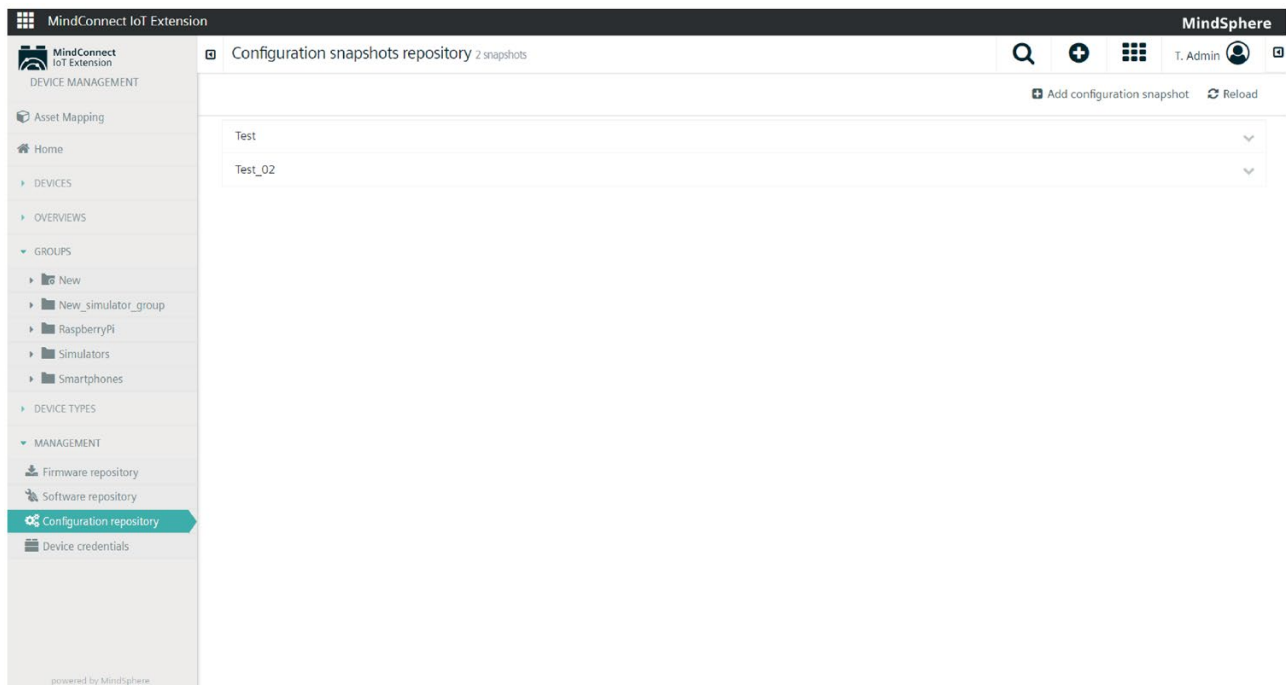 MindConnect IoT Extension
MindSphere
MindConnect
IoT Extension
DEVICE MANAGEMENT
Configuration snapshots repository 2 snapshots
T. Admin
Add configuration snapshot
Reload
Asset Mapping
Home
DEVICES
OVERVIEWS
GROUPS
New
New_simulator_group
RaspberryPi
Simulators
Smartphones
DEVICE TYPES
MANAGEMENT
Firmware repository
Software repository
Configuration repository
Device credentials
powered by MindSphere
Test
Test_02